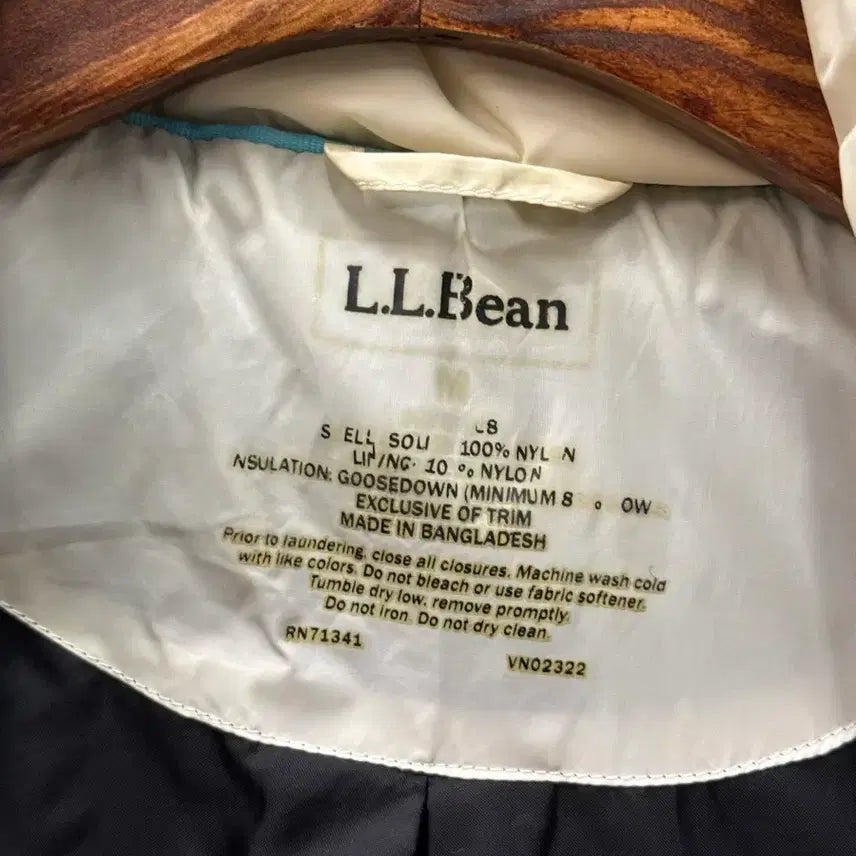 L.L.Bean
M
8
S ELL SOLI 100% NYL N
LINING: 10 % NYLON
NSULATION: GOOSEDOWN (MINIMUM 8 % OW
EXCLUSIVE OF TRIM
MADE IN BANGLADESH
Prior to laundering, close all closures. Machine wash cold
with like colors. Do not bleach or use fabric softener.
Tumble dry low, remove promptly.
Do not iron. Do not dry clean.
RN71341
VN02322